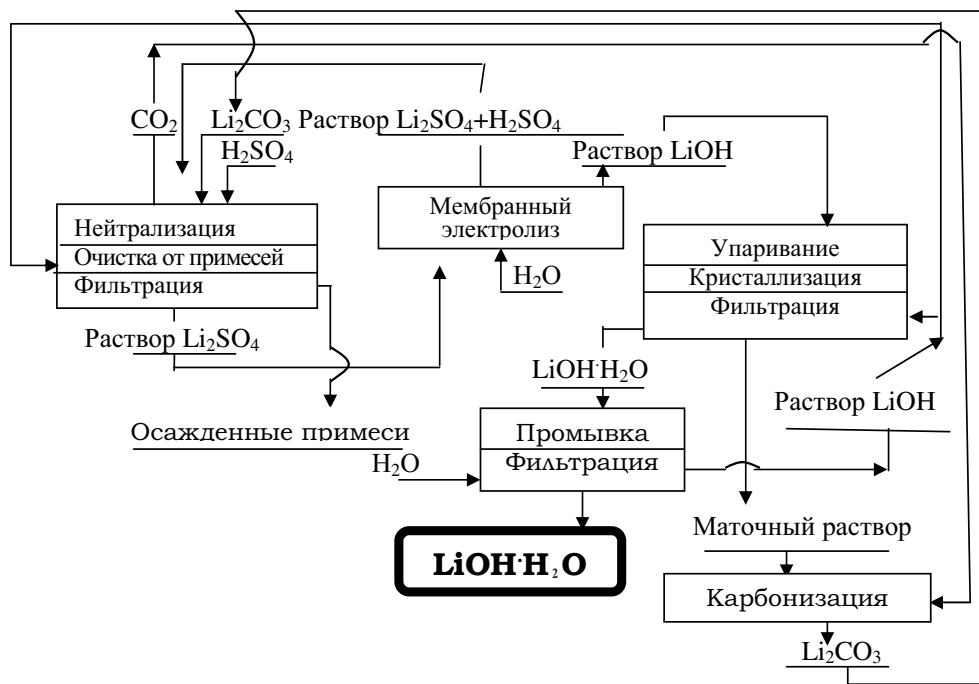 CO₂
Li₂CO₃
Раствор Li₂SO₄+H₂SO₄
H₂SO₄
Раствор LiOH
Мембранный
электролиз
Нейтрализация
Очистка от примесей
Фильтрация
H₂O
Упаривание
Кристаллизация
Фильтрация
Раствор Li₂SO₄
LiOH·H₂O
Раствор LiOH
Осажденные примеси
H₂O
Промывка
Фильтрация
Маточный раствор
LiOH·H₂O
Карбонизация
Li₂CO₃